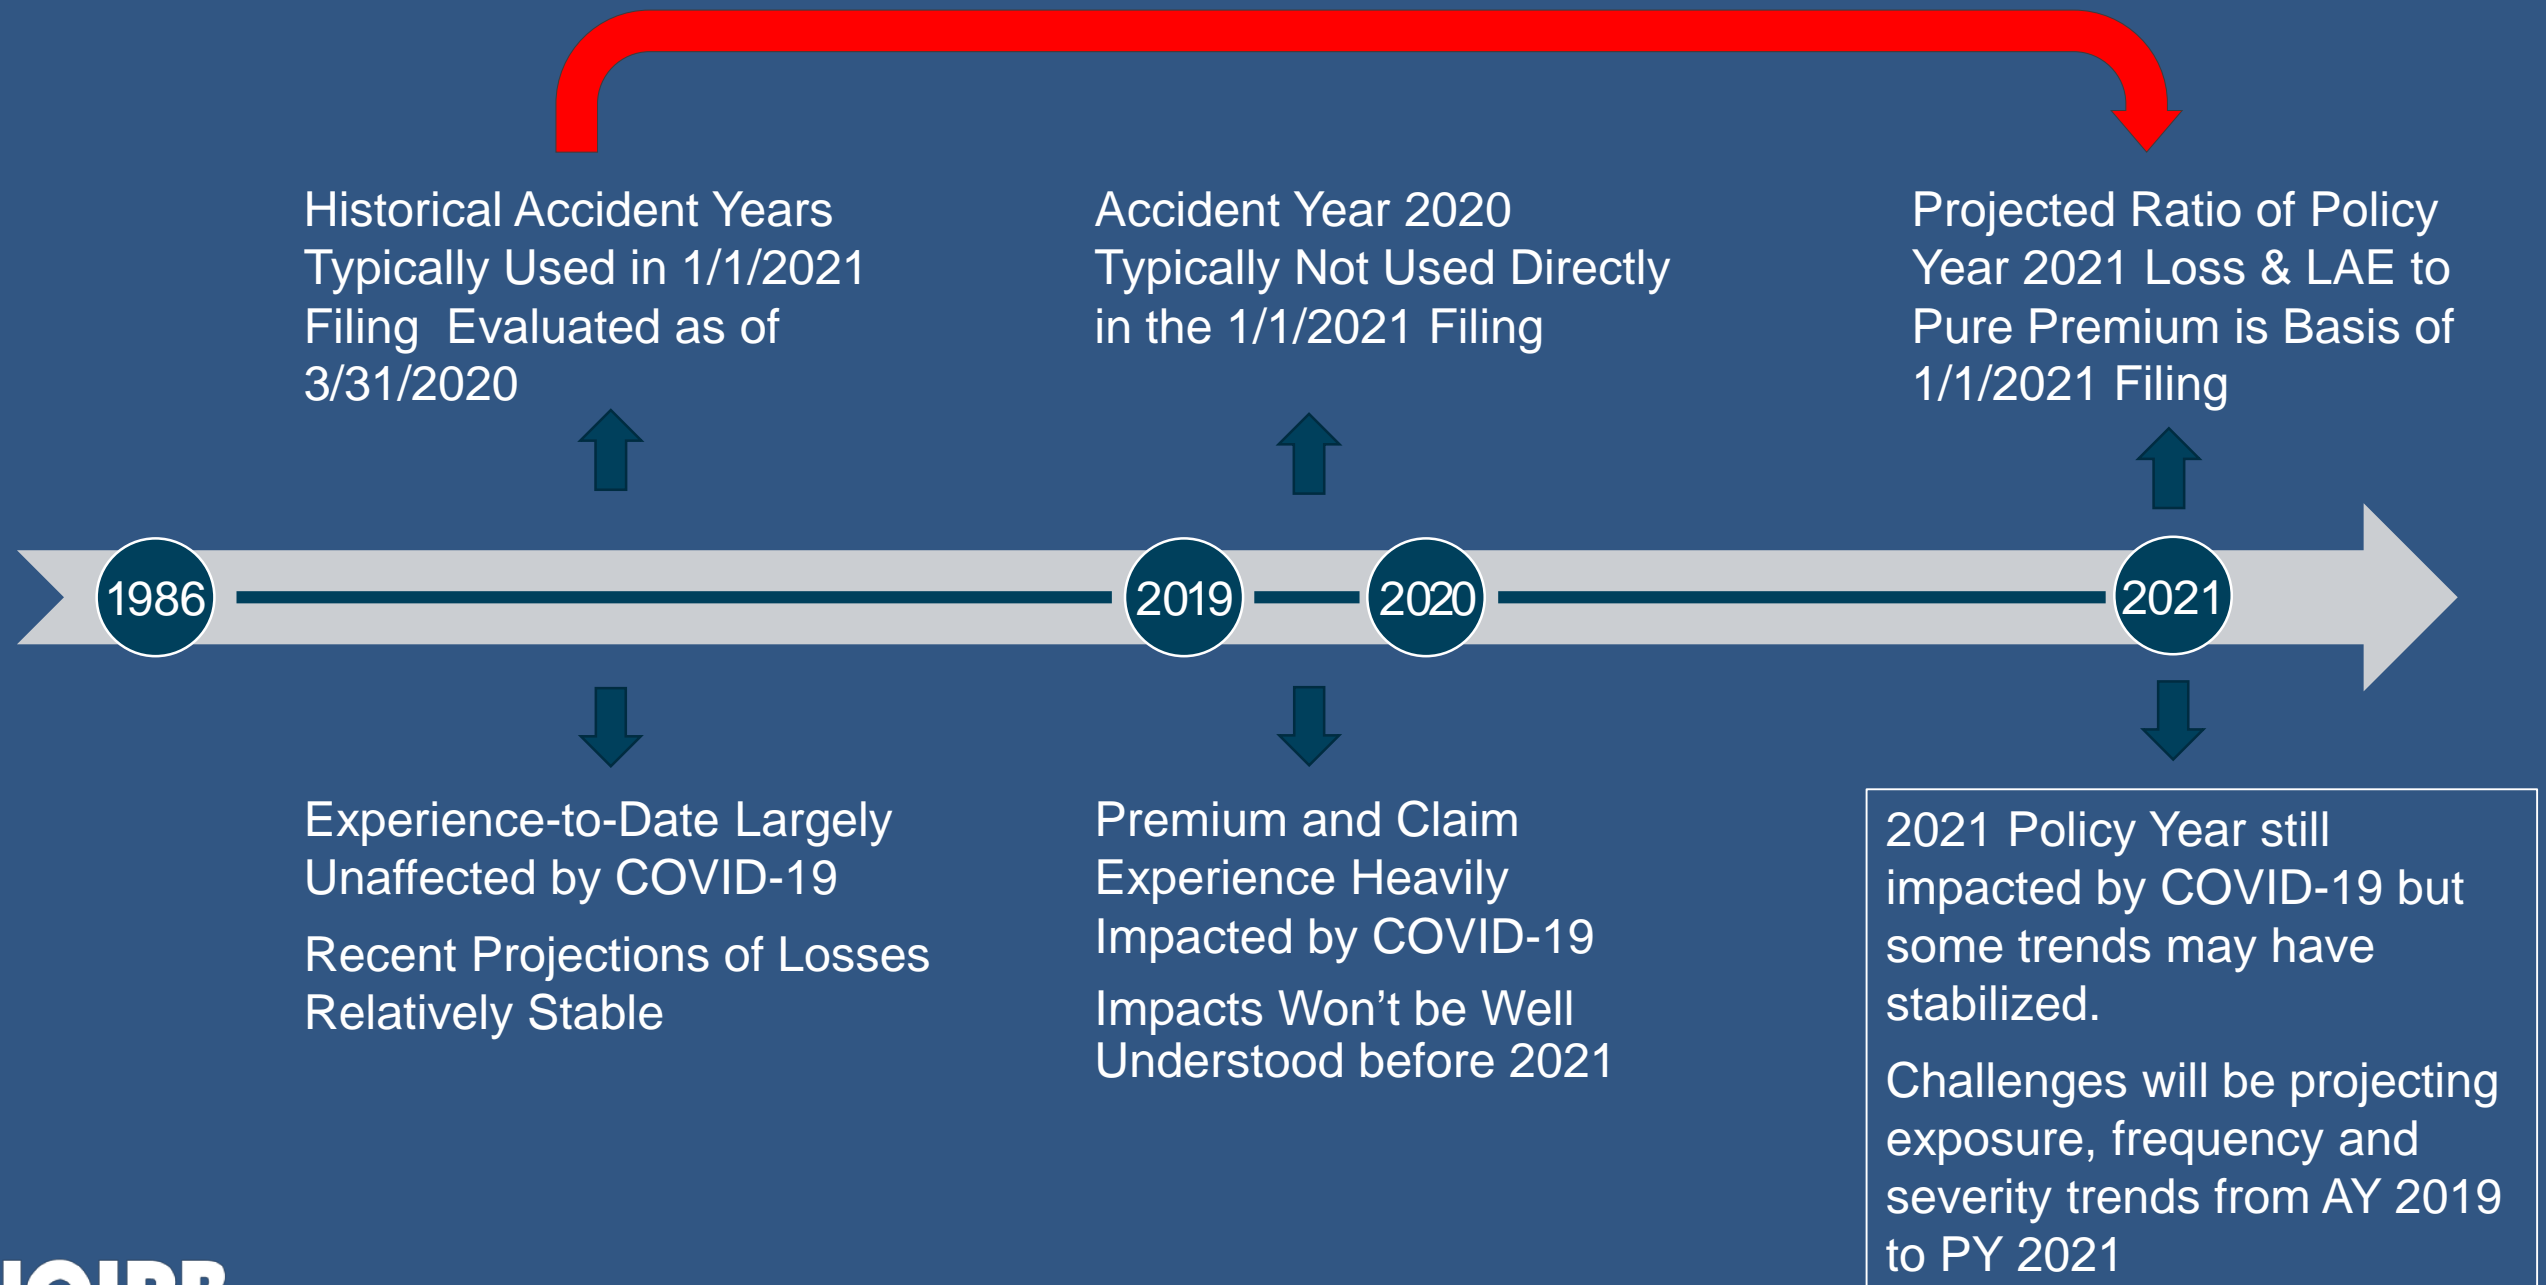 Historical Accident Years
Typically Used in 1/1/2021
Filing Evaluated as of
3/31/2020
Accident Year 2020
Typically Not Used Directly
in the 1/1/2021 Filing
Projected Ratio of Policy
Year 2021 Loss & LAE to
Pure Premium is Basis of
1/1/2021 Filing
1986
2019
2020
2021
Experience-to-Date Largely
Unaffected by COVID-19
Recent Projections of Losses
Relatively Stable
Premium and Claim
Experience Heavily
Impacted by COVID-19
Impacts Won’t be Well
Understood before 2021
2021 Policy Year still
impacted by COVID-19 but
some trends may have
stabilized.
Challenges will be projecting
exposure, frequency and
severity trends from AY 2019
to PY 2021